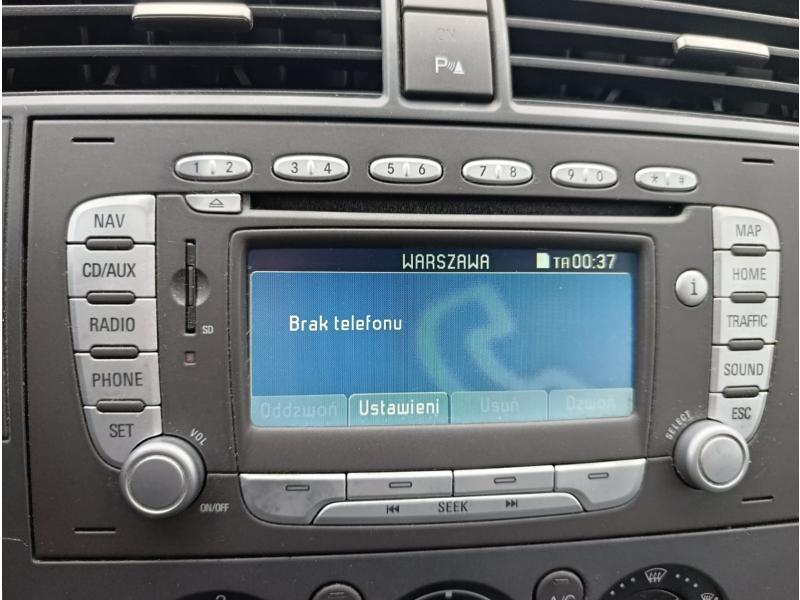 P
1 2
3 4
5 6
7 8
9 0
* #
NAV
CD/AUX
RADIO
PHONE
SET
SD
WARSZAWA TA 00:37
Brak telefonu
Oddzwoń Ustawieni Usuń Dzwoń
i
MAP
HOME
TRAFFIC
SOUND
ESC
VOL
ON/OFF
SELECT
SEEK
A/C